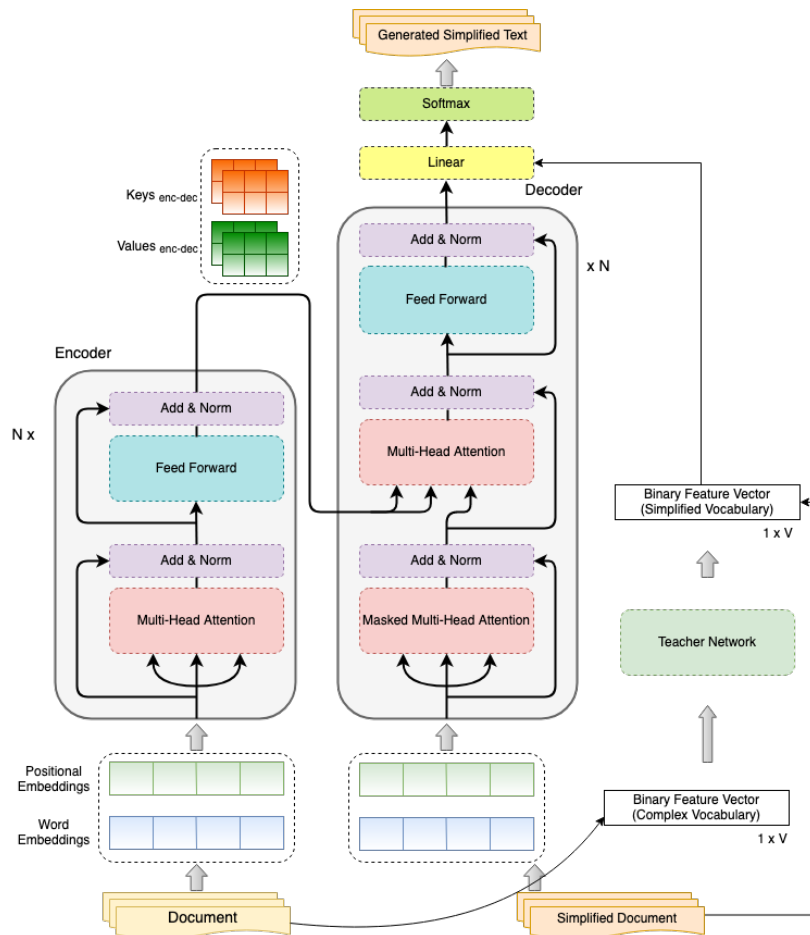 Generated Simplified Text
Softmax
Linear
Decoder
Keys enc-dec
Values enc-dec
Add & Norm
x N
Feed Forward
Encoder
Add & Norm
Add & Norm
N x
Multi-Head Attention
Feed Forward
Binary Feature Vector
(Simplified Vocabulary)
1 x V
Add & Norm
Add & Norm
Multi-Head Attention
Masked Multi-Head Attention
Teacher Network
Positional
Embeddings
Word
Embeddings
Binary Feature Vector
(Complex Vocabulary)
1 x V
Document
Simplified Document